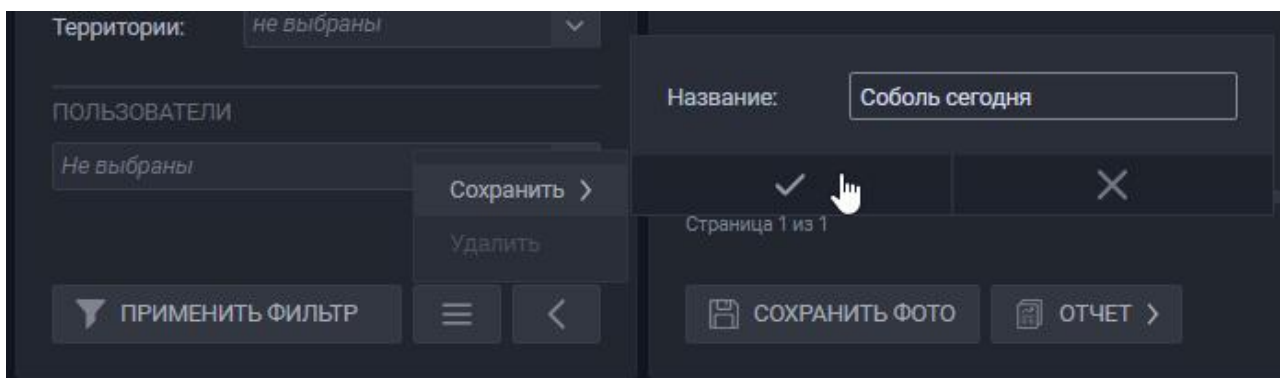 Территории:
не выбраны
Название:
Соболь сегодня
ПОЛЬЗОВАТЕЛИ
Не выбраны
Сохранить
Удалить
Страница 1 из 1
ПРИМЕНИТЬ ФИЛЬТР
СОХРАНИТЬ ФОТО
ОТЧЕТ